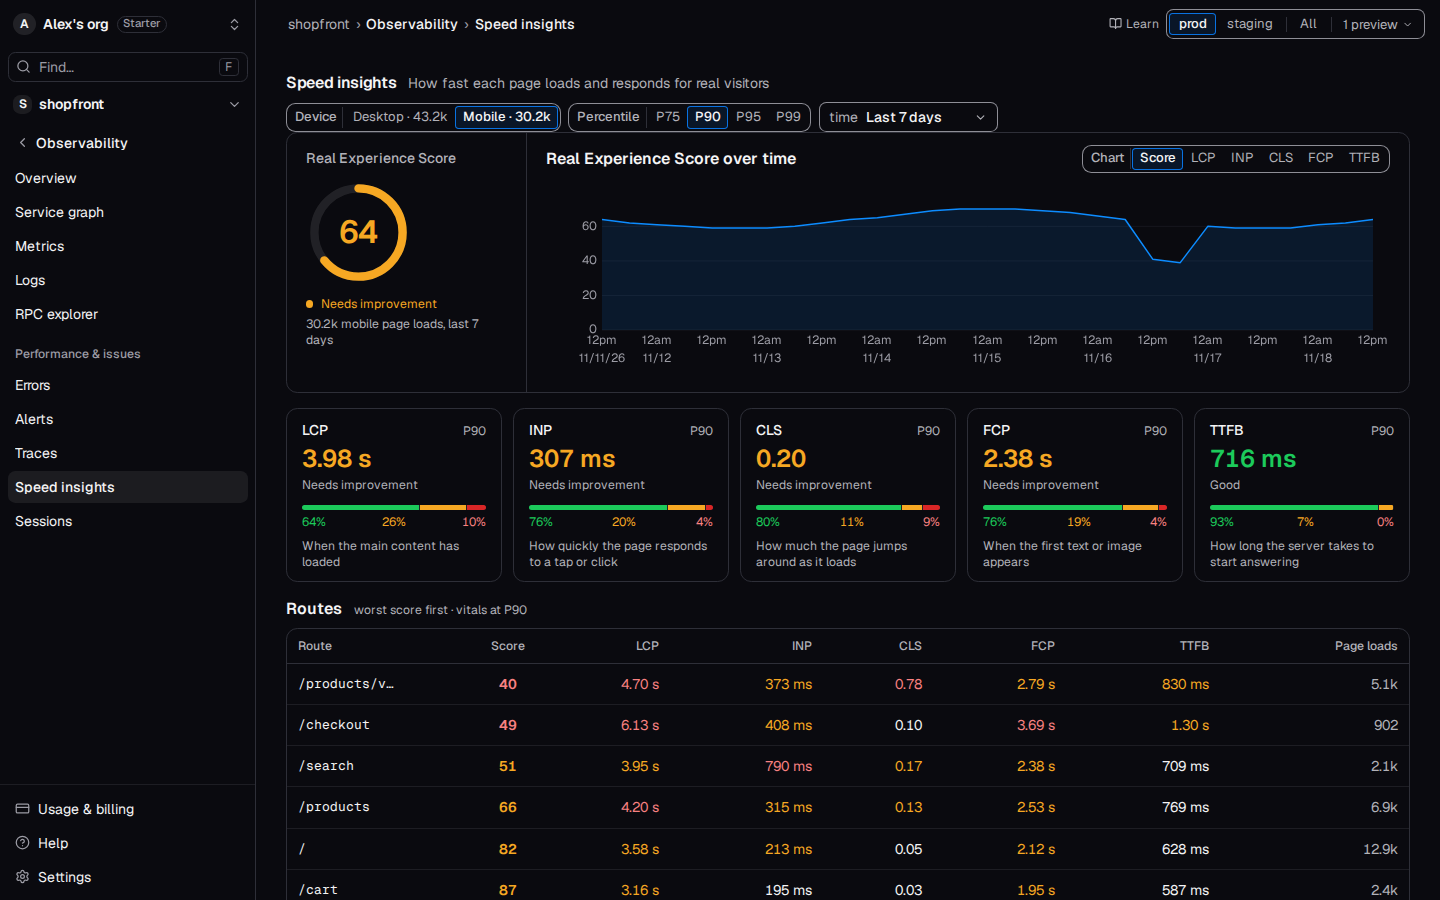 A Alex's org Starter
Find... F
S shopfront
Observability
Overview
Service graph
Metrics
Logs
RPC explorer
Performance & issues
Errors
Alerts
Traces
Speed insights
Sessions
Usage & billing
Help
Settings
shopfront › Observability › Speed insights
Learn prod staging All 1 preview
Speed insights How fast each page loads and responds for real visitors
Device Desktop · 43.2k Mobile · 30.2k Percentile P75 P90 P95 P99 time Last 7 days
Real Experience Score
64
Needs improvement
30.2k mobile page loads, last 7
days
Real Experience Score over time
Chart Score LCP INP CLS FCP TTFB
60
40
20
0
12pm 12am 12pm 12am 12pm 12am 12pm 12am 12pm 12am 12pm 12am 12pm 12am 12pm
11/11/26 11/12 11/13 11/14 11/15 11/16 11/17 11/18
LCP P90
3.98 s
Needs improvement
64% 26% 10%
When the main content has
loaded
INP P90
307 ms
Needs improvement
76% 20% 4%
How quickly the page responds
to a tap or click
CLS P90
0.20
Needs improvement
80% 11% 9%
How much the page jumps
around as it loads
FCP P90
2.38 s
Needs improvement
76% 19% 4%
When the first text or image
appears
TTFB P90
716 ms
Good
93% 7% 0%
How long the server takes to
start answering
Routes worst score first · vitals at P90
Route Score LCP INP CLS FCP TTFB Page loads
/products/v… 40 4.70 s 373 ms 0.78 2.79 s 830 ms 5.1k
/checkout 49 6.13 s 408 ms 0.10 3.69 s 1.30 s 902
/search 51 3.95 s 790 ms 0.17 2.38 s 709 ms 2.1k
/products 66 4.20 s 315 ms 0.13 2.53 s 769 ms 6.9k
/ 82 3.58 s 213 ms 0.05 2.12 s 628 ms 12.9k
/cart 87 3.16 s 195 ms 0.03 1.95 s 587 ms 2.4k